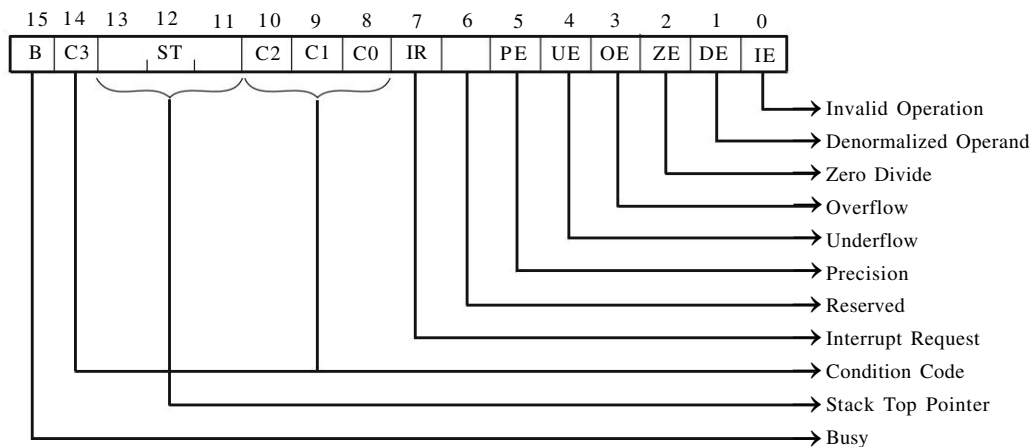 15 14 13 12 11 10 9 8 7 6 5 4 3 2 1 0
B C3 ST C2 C1 C0 IR PE UE OE ZE DE IE
Invalid Operation
Denormalized Operand
Zero Divide
Overflow
Underflow
Precision
Reserved
Interrupt Request
Condition Code
Stack Top Pointer
Busy